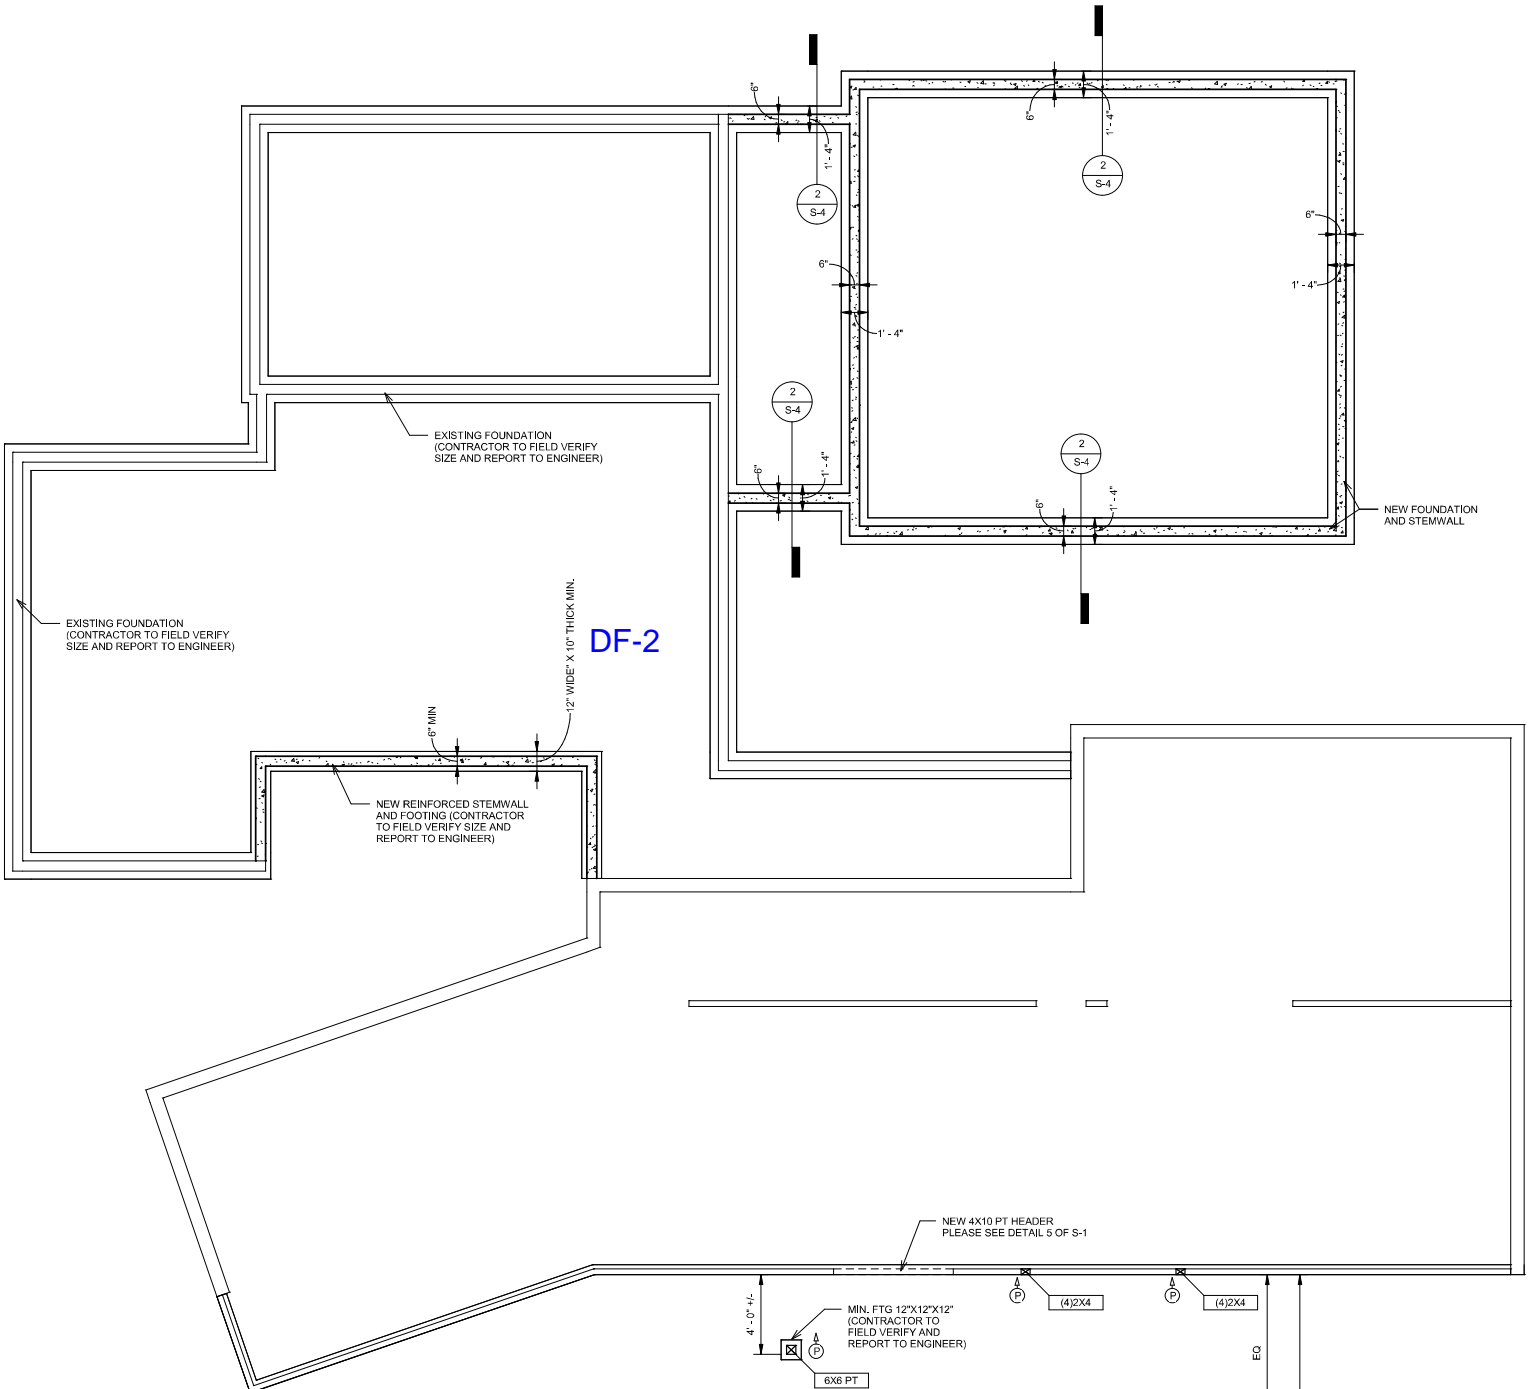 6"
1' - 4"
2
S-4
6"
1' - 4"
2
S-4
6"
1' - 4"
6"
1' - 4"
2
S-4
6"
1' - 4"
2
S-4
6"
1' - 4"
NEW FOUNDATION
AND STEMWALL
EXISTING FOUNDATION
(CONTRACTOR TO FIELD VERIFY
SIZE AND REPORT TO ENGINEER)
EXISTING FOUNDATION
(CONTRACTOR TO FIELD VERIFY
SIZE AND REPORT TO ENGINEER)
12" WIDE" X 10" THICK MIN.
DF-2
6" MIN
NEW REINFORCED STEMWALL
AND FOOTING (CONTRACTOR
TO FIELD VERIFY SIZE AND
REPORT TO ENGINEER)
NEW 4X10 PT HEADER
PLEASE SEE DETAIL 5 OF S-1
P
(4)2X4
P
(4)2X4
4' - 0" +/-
MIN. FTG 12"X12"X12"
(CONTRACTOR TO
FIELD VERIFY AND
REPORT TO ENGINEER)
P
6X6 PT
EQ